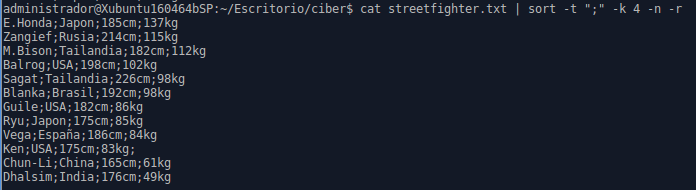 administrador@Xubuntu160464bSP:~/Escritorio/ciber$ cat streetfighter.txt | sort -t ";" -k 4 -n -r
E.Honda;Japon;185cm;137kg
Zangief;Rusia;214cm;115kg
M.Bison;Tailandia;182cm;112kg
Balrog;USA;198cm;102kg
Sagat;Tailandia;226cm;98kg
Blanka;Brasil;192cm;98kg
Guile;USA;182cm;86kg
Ryu;Japon;175cm;85kg
Vega;España;186cm;84kg
Ken;USA;175cm;83kg;
Chun-Li;China;165cm;61kg
Dhalsim;India;176cm;49kg